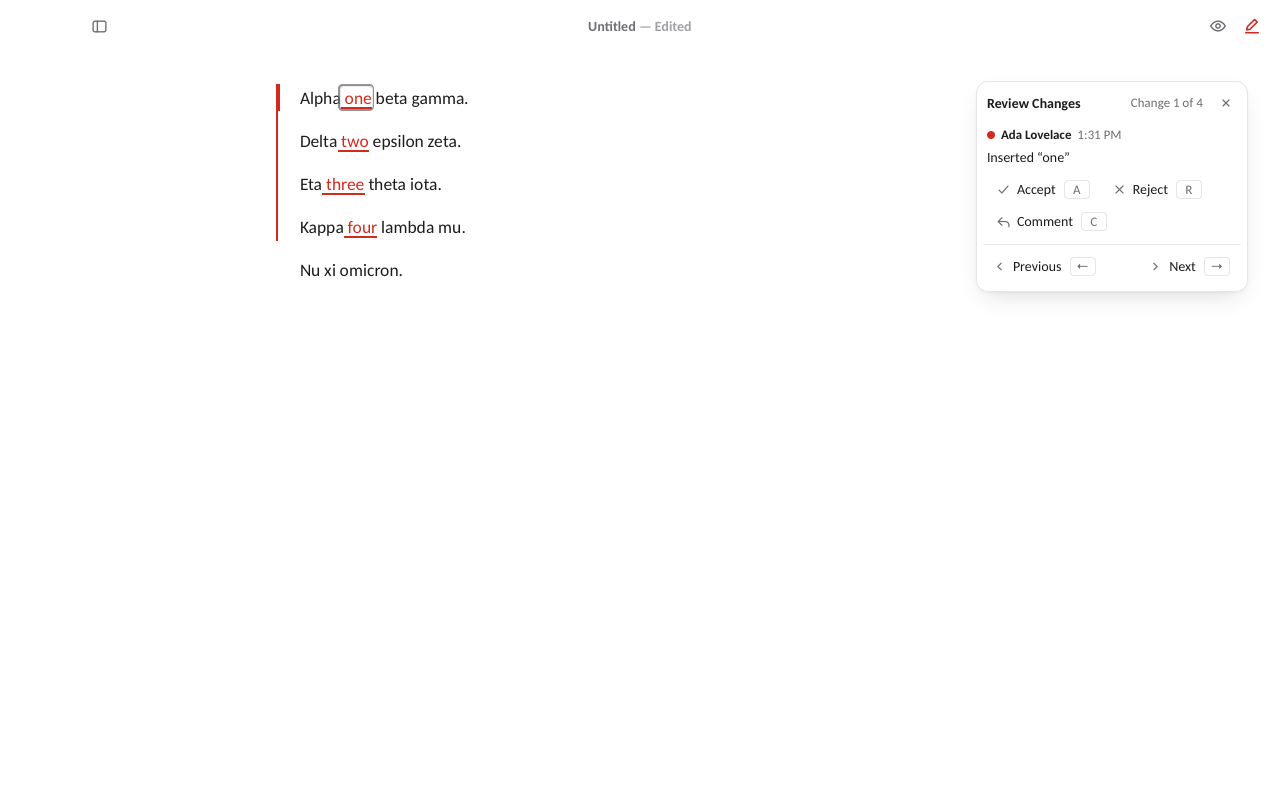 Untitled — Edited
Alpha one beta gamma.
Delta two epsilon zeta.
Eta three theta iota.
Kappa four lambda mu.
Nu xi omicron.
Review Changes Change 1 of 4
Ada Lovelace 1:31 PM
Inserted “one”
Accept A Reject R
Comment C
Previous ← Next →